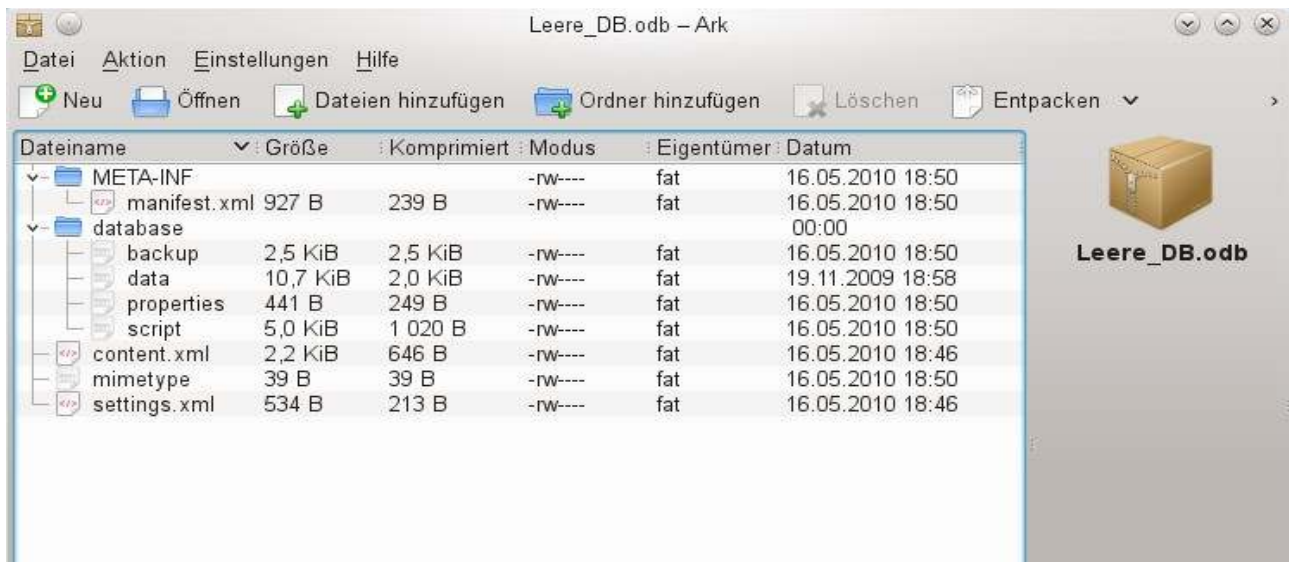 Leere_DB.odb – Ark
Datei Aktion Einstellungen Hilfe
Neu Öffnen Dateien hinzufügen Ordner hinzufügen Löschen Entpacken
Dateiname Größe Komprimiert Modus Eigentümer Datum
META-INF -rw---- fat 16.05.2010 18:50
manifest.xml 927 B 239 B -rw---- fat 16.05.2010 18:50
database 00:00
backup 2,5 KiB 2,5 KiB -rw---- fat 16.05.2010 18:50
data 10,7 KiB 2,0 KiB -rw---- fat 19.11.2009 18:58
properties 441 B 249 B -rw---- fat 16.05.2010 18:50
script 5,0 KiB 1 020 B -rw---- fat 16.05.2010 18:50
content.xml 2,2 KiB 646 B -rw---- fat 16.05.2010 18:46
mimetype 39 B 39 B -rw---- fat 16.05.2010 18:50
settings.xml 534 B 213 B -rw---- fat 16.05.2010 18:46
Leere_DB.odb